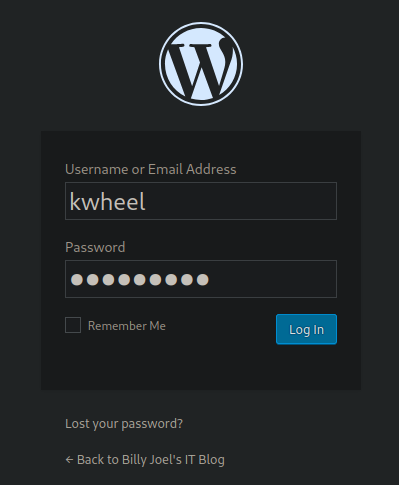 Username or Email Address
kwheel
Password
●●●●●●●●●
Remember Me
Log In
Lost your password?
← Back to Billy Joel's IT Blog